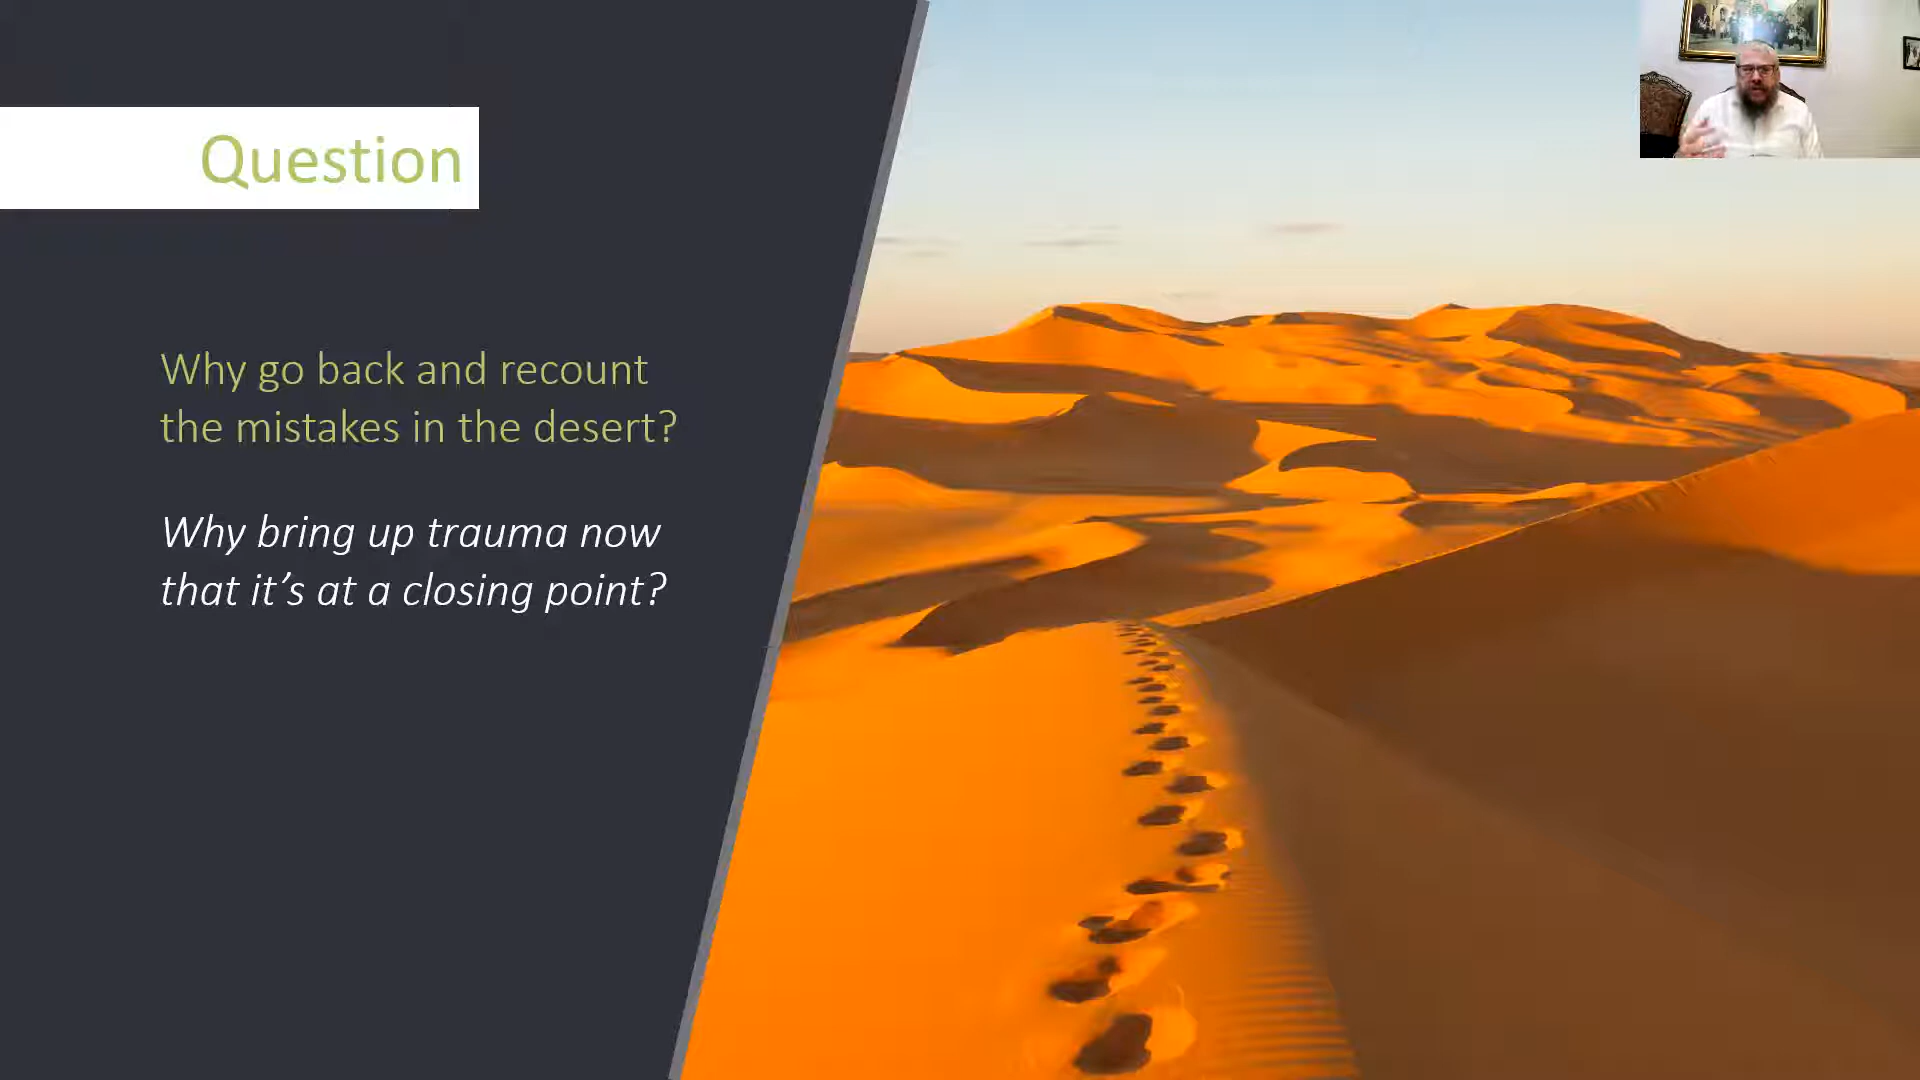 Question
Why go back and recount
the mistakes in the desert?
Why bring up trauma now
that it’s at a closing point?